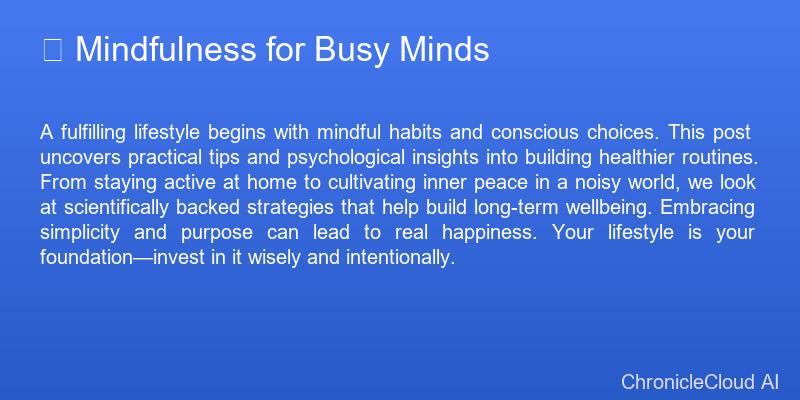 Mindfulness for Busy Minds
A fulfilling lifestyle begins with mindful habits and conscious choices. This post
uncovers practical tips and psychological insights into building healthier routines.
From staying active at home to cultivating inner peace in a noisy world, we look
at scientifically backed strategies that help build long-term wellbeing. Embracing
simplicity and purpose can lead to real happiness. Your lifestyle is your
foundation—invest in it wisely and intentionally.
ChronicleCloud AI